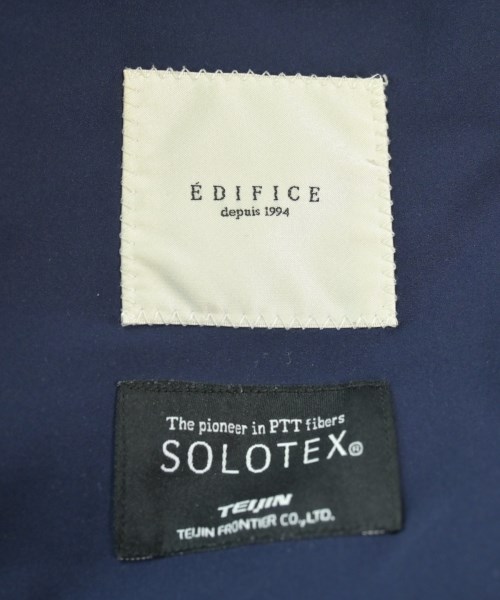 ÉDIFICE
depuis 1994
The pioneer in PTT fibers
SOLOTEX®
TEIJIN
TEIJIN FRONTIER CO., LTD.